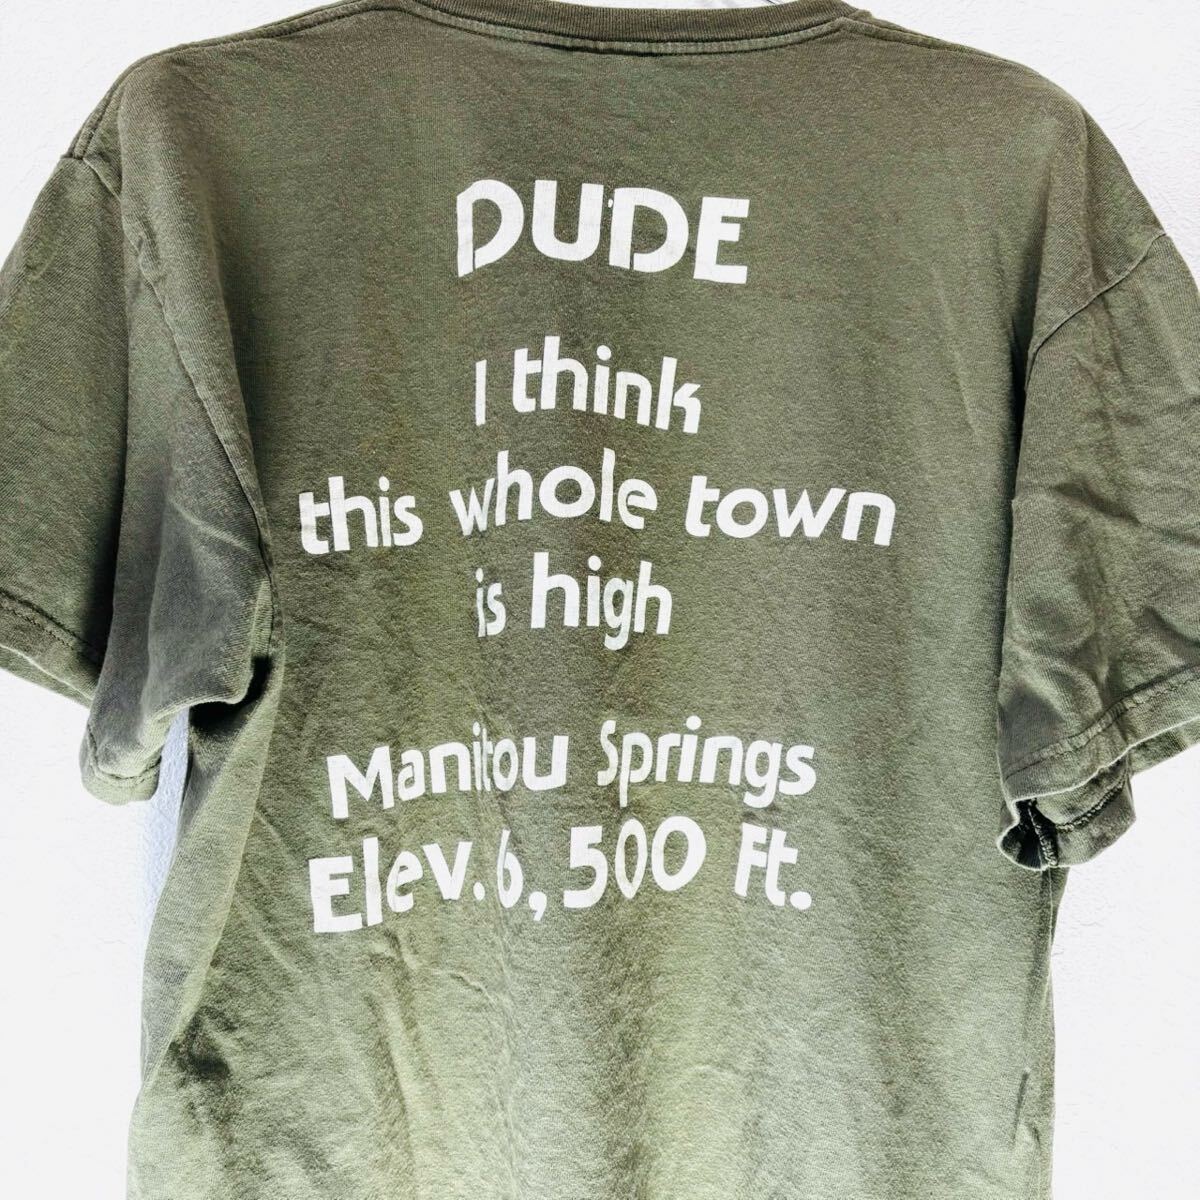 DUDE
I think
this whole town
is high
Manitou Springs
Elev. 6,500 Ft.